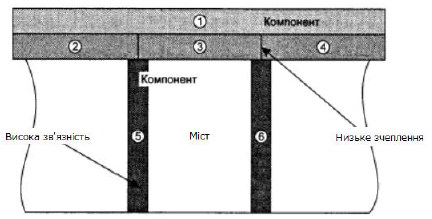 ① Компонент
② ③ ④
Компонент
Висока зв'язність ⑤ Міст ⑥ Низьке зчеплення